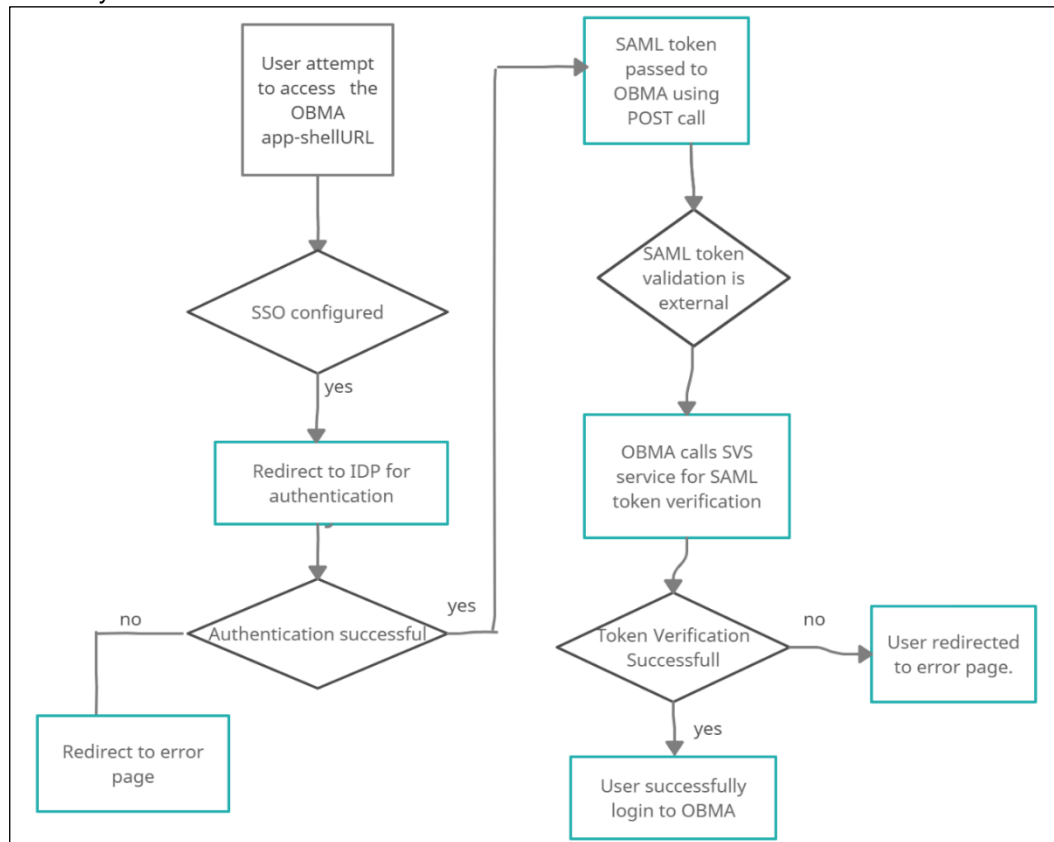 User attempt
to access the
OBMA
app-shellURL
SSO configured
yes
Redirect to IDP for
authentication
Authentication successful
no
yes
Redirect to error
page
SAML token
passed to
OBMA using
POST call
SAML token
validation is
external
OBMA calls SVS
service for SAML
token verification
Token Verification
Successfull
no
User redirected
to error page.
yes
User successfully
login to OBMA